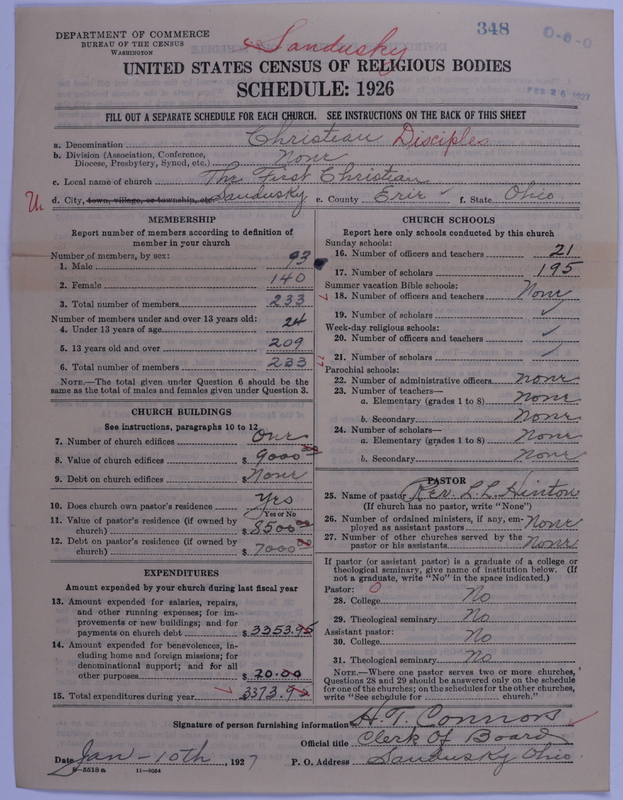 DEPARTMENT OF COMMERCE
BUREAU OF THE CENSUS
WASHINGTON
348
0-6-0
Sandusky
FEB 26 1927
UNITED STATES CENSUS OF RELIGIOUS BODIES
SCHEDULE: 1926
FILL OUT A SEPARATE SCHEDULE FOR EACH CHURCH. SEE INSTRUCTIONS ON THE BACK OF THIS SHEET
a. Denomination Christian Disciples
b. Division (Association, Conference, Diocese, Presbytery, Synod, etc.) None
c. Local name of church The First Christian
d. City, town, village, or township, etc. Sandusky e. County Erie f. State Ohio
MEMBERSHIP
Report number of members according to definition of
member in your church
Number of members, by sex:
1. Male 93
2. Female 140
3. Total number of members 233
Number of members under and over 13 years old:
4. Under 13 years of age 24
5. 13 years old and over 209
6. Total number of members 233
NOTE.—The total given under Question 6 should be
same as the total of males and females given under Question 3.
CHURCH BUILDINGS
See instructions, paragraphs 10 to 12
7. Number of church edifices One
8. Value of church edifices $ 9000 00
9. Debt on church edifices $ None
10. Does church own pastor's residence Yes
Yes or No
11. Value of pastor's residence (if owned by
church) $ 8500 00
12. Debt on pastor's residence (if owned by
church) $ 7000 00
EXPENDITURES
Amount expended by your church during last fiscal year
13. Amount expended for salaries, repairs,
and other running expenses; for im-
provements or new buildings; and for
payments on church debt $ 3353.95
14. Amount expended for benevolences, in-
cluding home and foreign missions; for
denominational support; and for all
other purposes $ 20.00
15. Total expenditures during year 3373.95
CHURCH SCHOOLS
Report here only schools conducted by this church
Sunday schools:
16. Number of officers and teachers 21
17. Number of scholars 195
Summer vacation Bible schools:
18. Number of officers and teachers None
19. Number of scholars ✓
Week-day religious schools:
20. Number of officers and teachers ✓
21. Number of scholars ✓
Parochial schools:
22. Number of administrative officers none
23. Number of teachers—
a. Elementary (grades 1 to 8) none
b. Secondary None
24. Number of scholars—
a. Elementary (grades 1 to 8) None
b. Secondary none
PASTOR
25. Name of pastor Rev. L. L. Hinton
(If church has no pastor, write "None")
26. Number of ordained ministers, if any, em-
ployed as assistant pastors None
27. Number of other churches served by the
pastor or his assistants None
If pastor (or assistant pastor) is a graduate of a college or
theological seminary, give name of institution below. (If
not a graduate, write "No" in the space indicated.)
Pastor: 0
28. College No
29. Theological seminary No
Assistant pastor:
30. College No
31. Theological seminary No
NOTE.—Where one pastor serves two or more churches,
Questions 28 and 29 should be answered only on the schedule
for one of the churches; on the schedules for the other churches,
write "See schedule for church."
Signature of person furnishing information H. T. Connors
Official title Clerk Of Board
Date Jan - 10th, 1927 P. O. Address Sandusky Ohio
8-5518a 11-9094